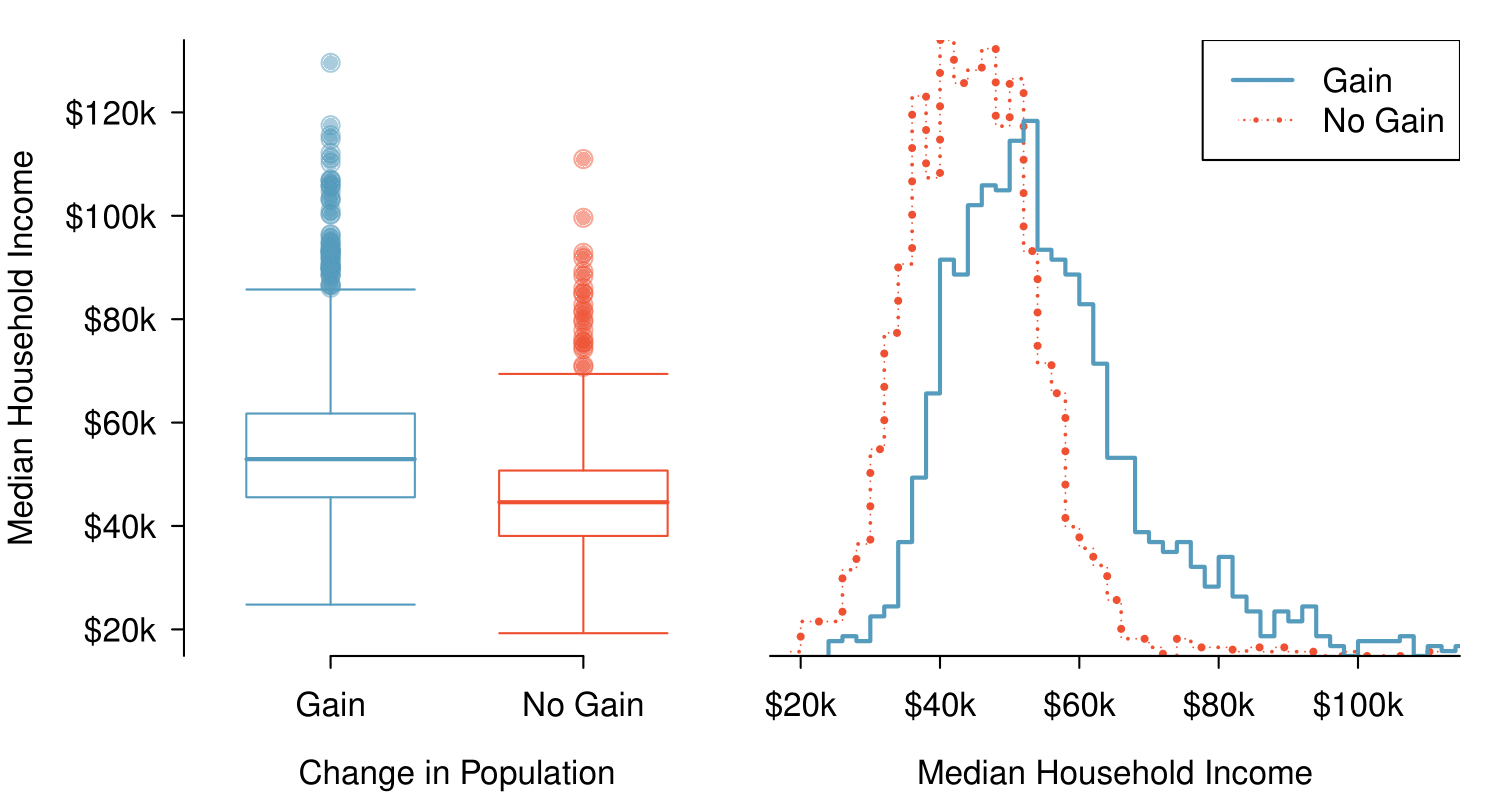 Median Household Income
$120k
$100k
$80k
$60k
$40k
$20k
Gain
No Gain
Change in Population
Gain
No Gain
$20k
$40k
$60k
$80k
$100k
Median Household Income